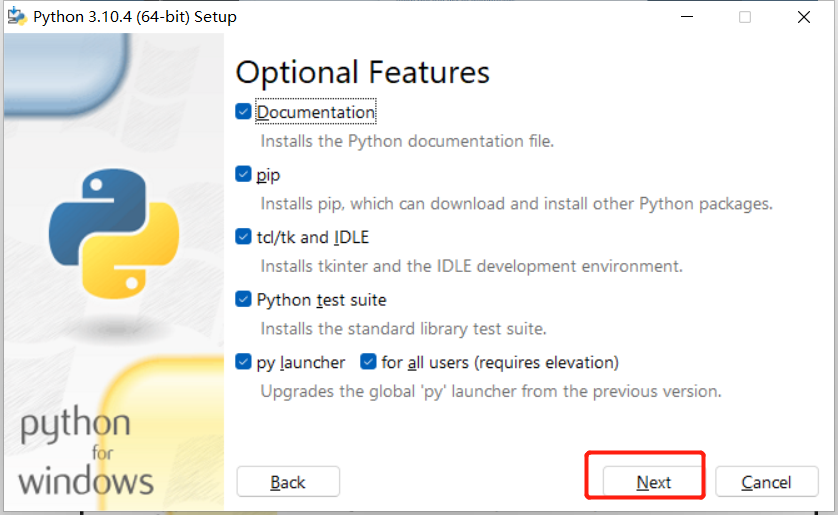 Python 3.10.4 (64-bit) Setup
Optional Features
Documentation
Installs the Python documentation file.
pip
Installs pip, which can download and install other Python packages.
tcl/tk and IDLE
Installs tkinter and the IDLE development environment.
Python test suite
Installs the standard library test suite.
py launcher for all users (requires elevation)
Upgrades the global 'py' launcher from the previous version.
python
for
windows
Back Next Cancel